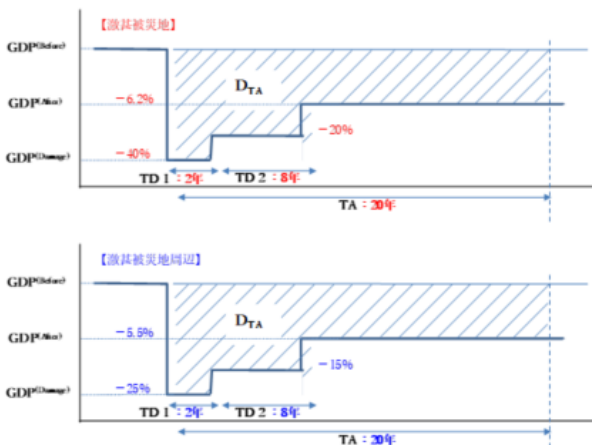 【激甚被災地】
GDP(Before)
D_TA
GDP(After)
－6.2%
－20%
－40%
GDP(Damage)
TD 1：2年
TD 2：8年
TA：20年
【激甚被災地周辺】
GDP(Before)
D_TA
GDP(After)
－5.5%
－15%
－25%
GDP(Damage)
TD 1：2年
TD 2：8年
TA：20年